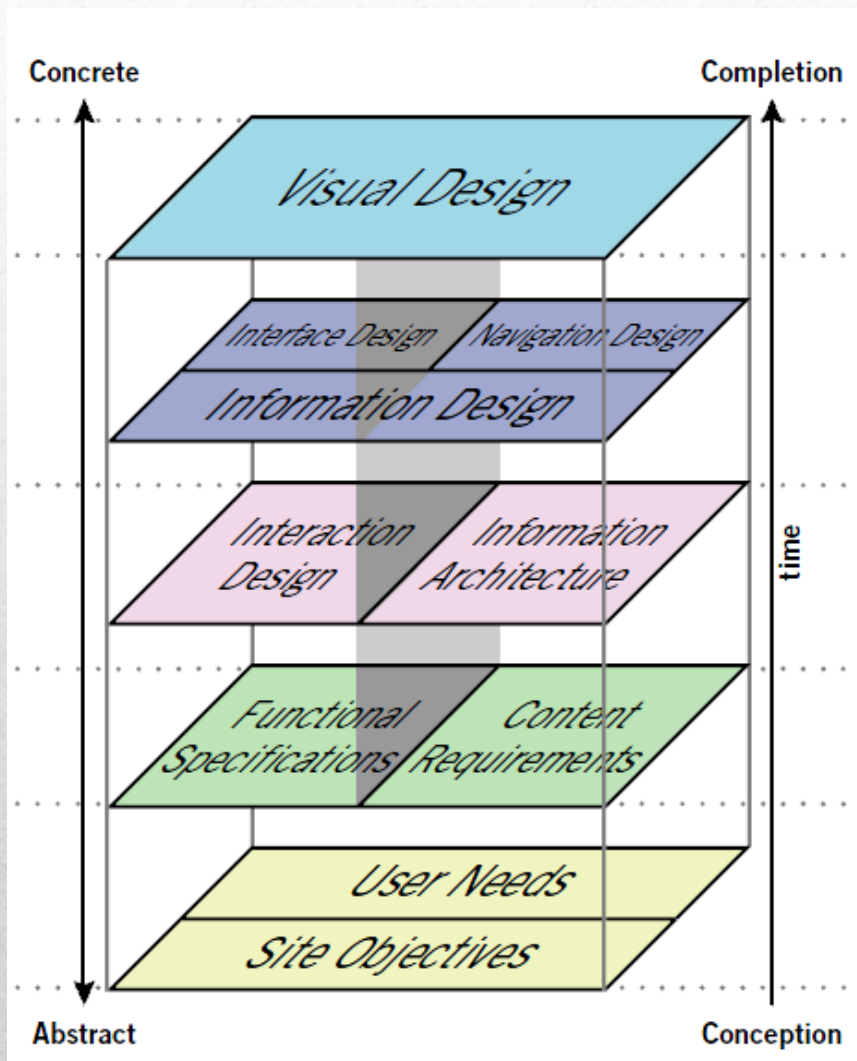 Concrete
Completion
Visual Design
Interface Design
Navigation Design
Information Design
Interaction
Design
Information
Architecture
time
Functional
Specifications
Content
Requirements
User Needs
Site Objectives
Abstract
Conception